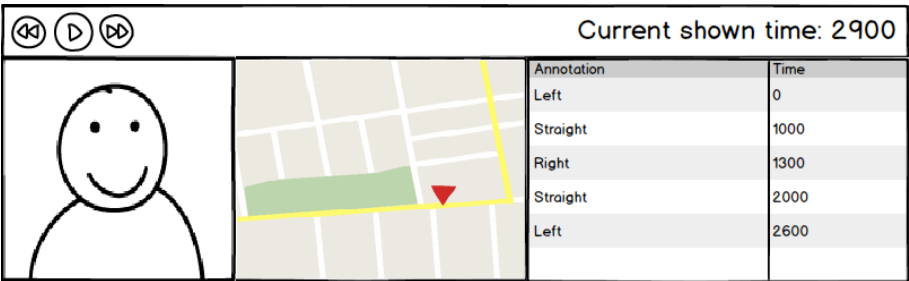 Current shown time: 2900
Annotation Time
Left 0
Straight 1000
Right 1300
Straight 2000
Left 2600